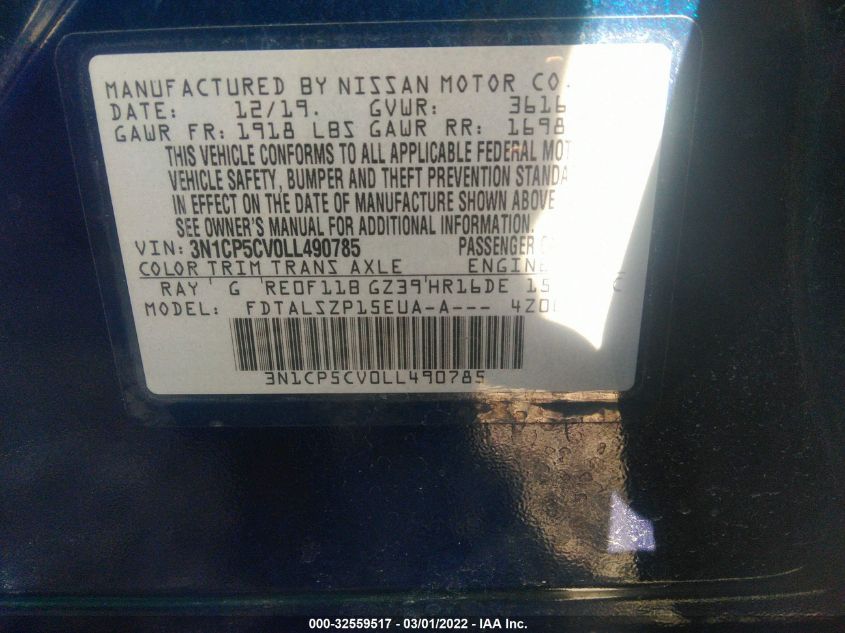 MANUFACTURED BY NISSAN MOTOR CO.
DATE: 12/19. GVWR: 3616
GAWR FR: 1918 LBS GAWR RR: 1698
THIS VEHICLE CONFORMS TO ALL APPLICABLE FEDERAL MOT
VEHICLE SAFETY, BUMPER AND THEFT PREVENTION STANDA
IN EFFECT ON THE DATE OF MANUFACTURE SHOWN ABOVE
SEE OWNER'S MANUAL FOR ADDITIONAL INFORMATION.
VIN: 3N1CP5CV0LL490785 PASSENGER
COLOR TRIM TRANS AXLE ENGINE
RAY G RE0F11B GZ39 HR16DE
MODEL: FDTALSZP15EUA-A---
3N1CP5CV0LL490785
000-32559517 - 03/01/2022 - IAA Inc.